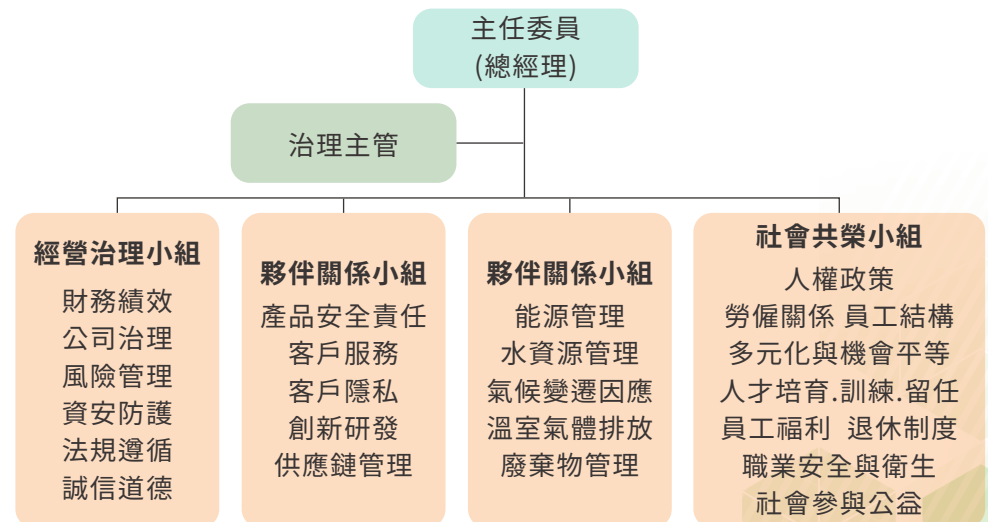 主任委員
(總經理)
治理主管
經營治理小組
財務績效
公司治理
風險管理
資安防護
法規遵循
誠信道德
夥伴關係小組
產品安全責任
客戶服務
客戶隱私
創新研發
供應鏈管理
夥伴關係小組
能源管理
水資源管理
氣候變遷因應
溫室氣體排放
廢棄物管理
社會共榮小組
人權政策
勞僱關係 員工結構
多元化與機會平等
人才培育.訓練.留任
員工福利 退休制度
職業安全與衛生
社會參與公益